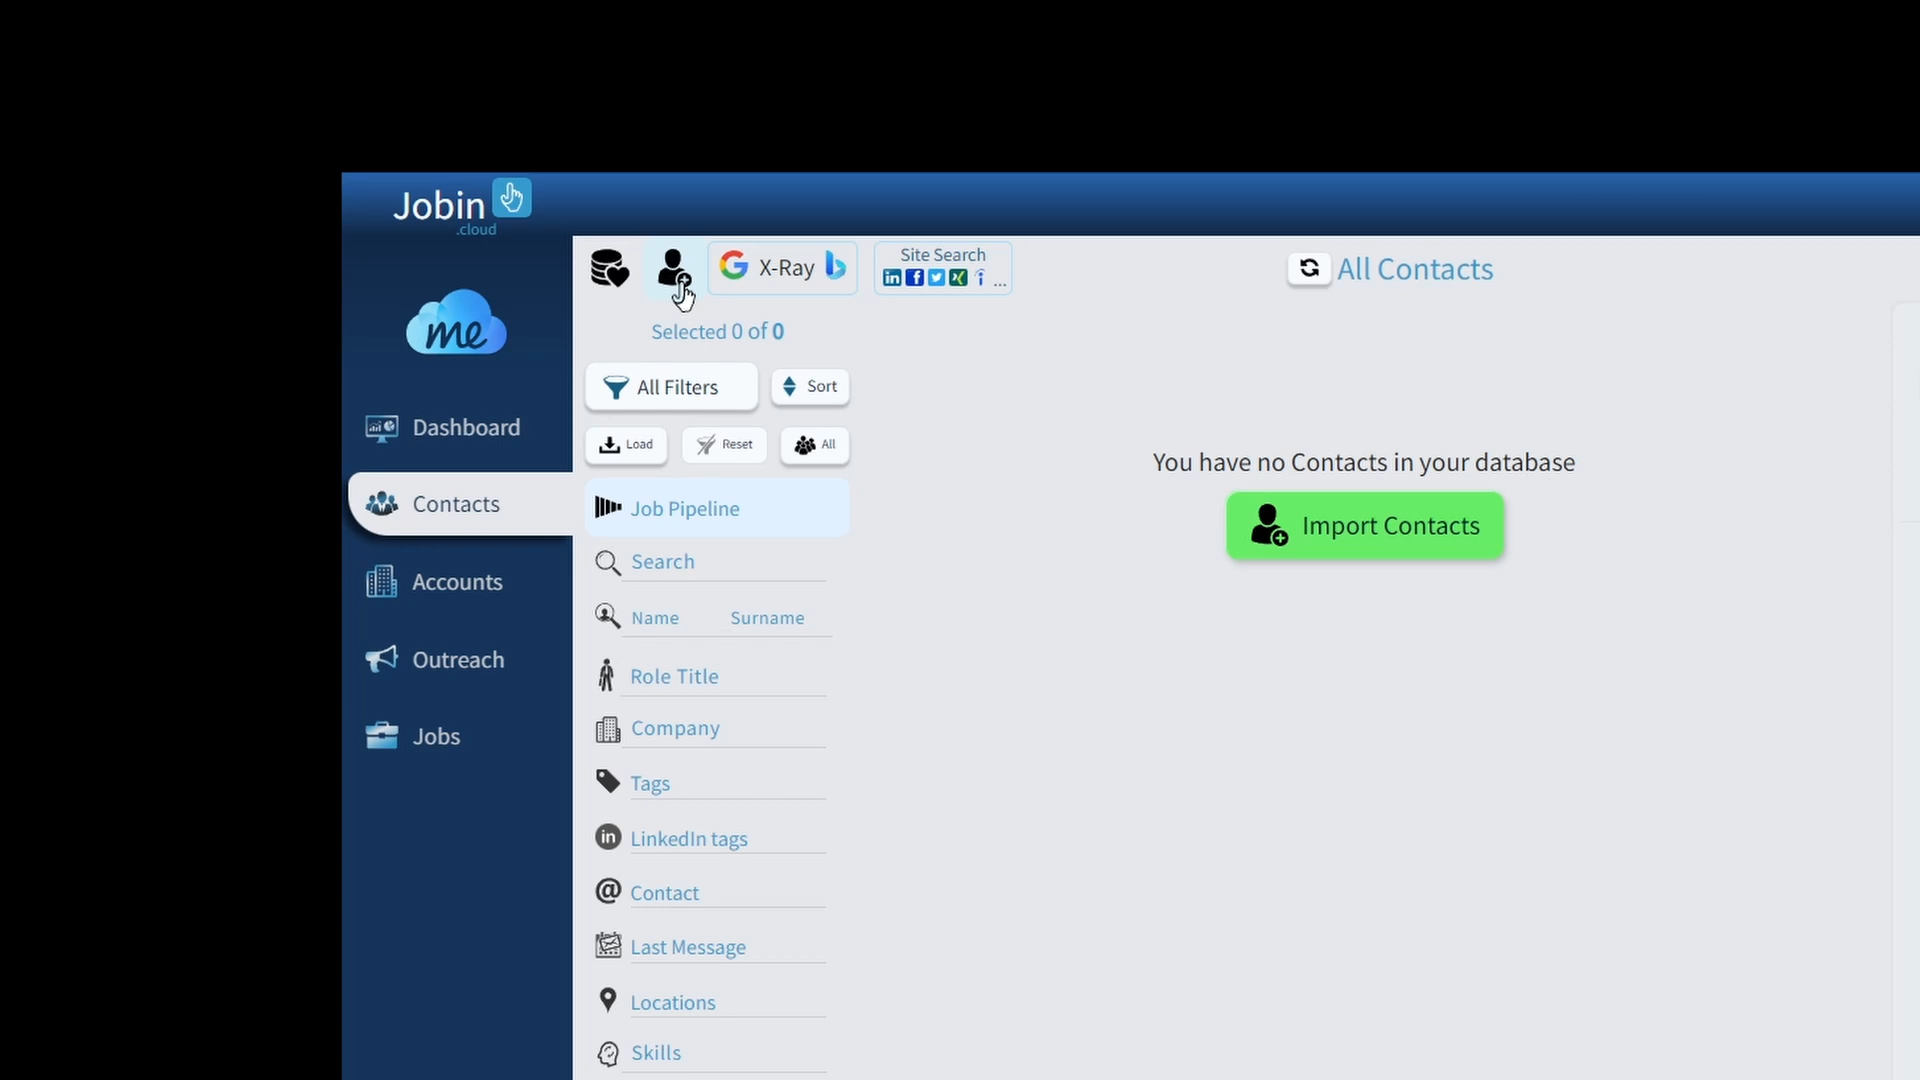 Jobin
.cloud
X-Ray
Site Search
...
All Contacts
me
Selected 0 of 0
All Filters
Sort
Load
Reset
All
Dashboard
Contacts
Accounts
Outreach
Jobs
Job Pipeline
Search
Name Surname
Role Title
Company
Tags
in LinkedIn tags
@ Contact
Last Message
Locations
Skills
You have no Contacts in your database
Import Contacts